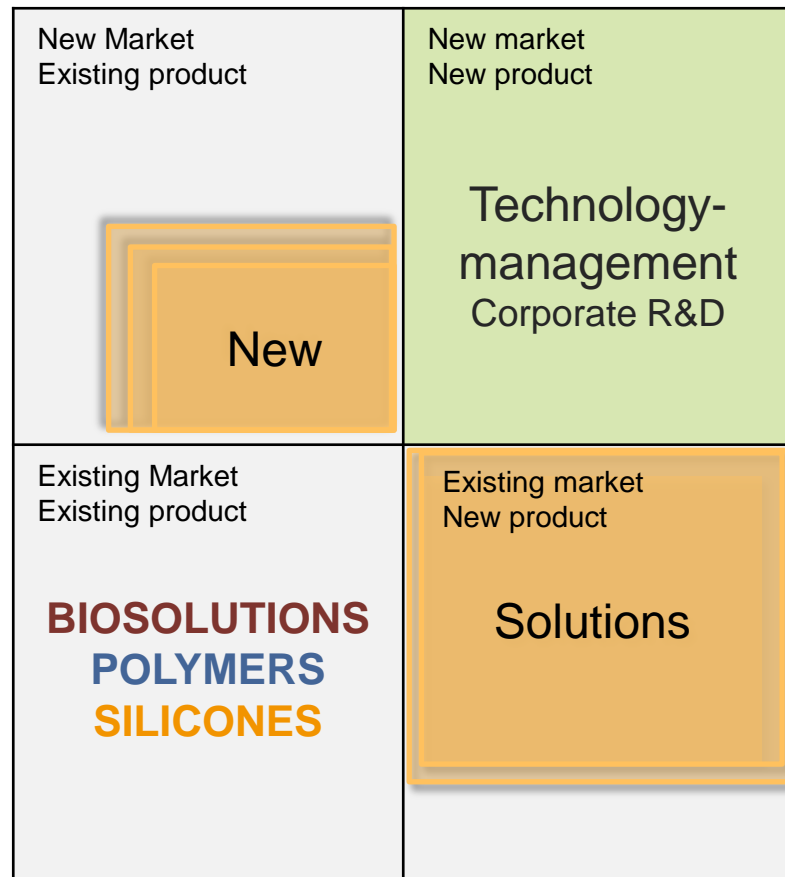 New Market
Existing product
New market
New product
Technology-
management
Corporate R&D
New
Existing Market
Existing product
BIOSOLUTIONS
POLYMERS
SILICONES
Existing market
New product
Solutions